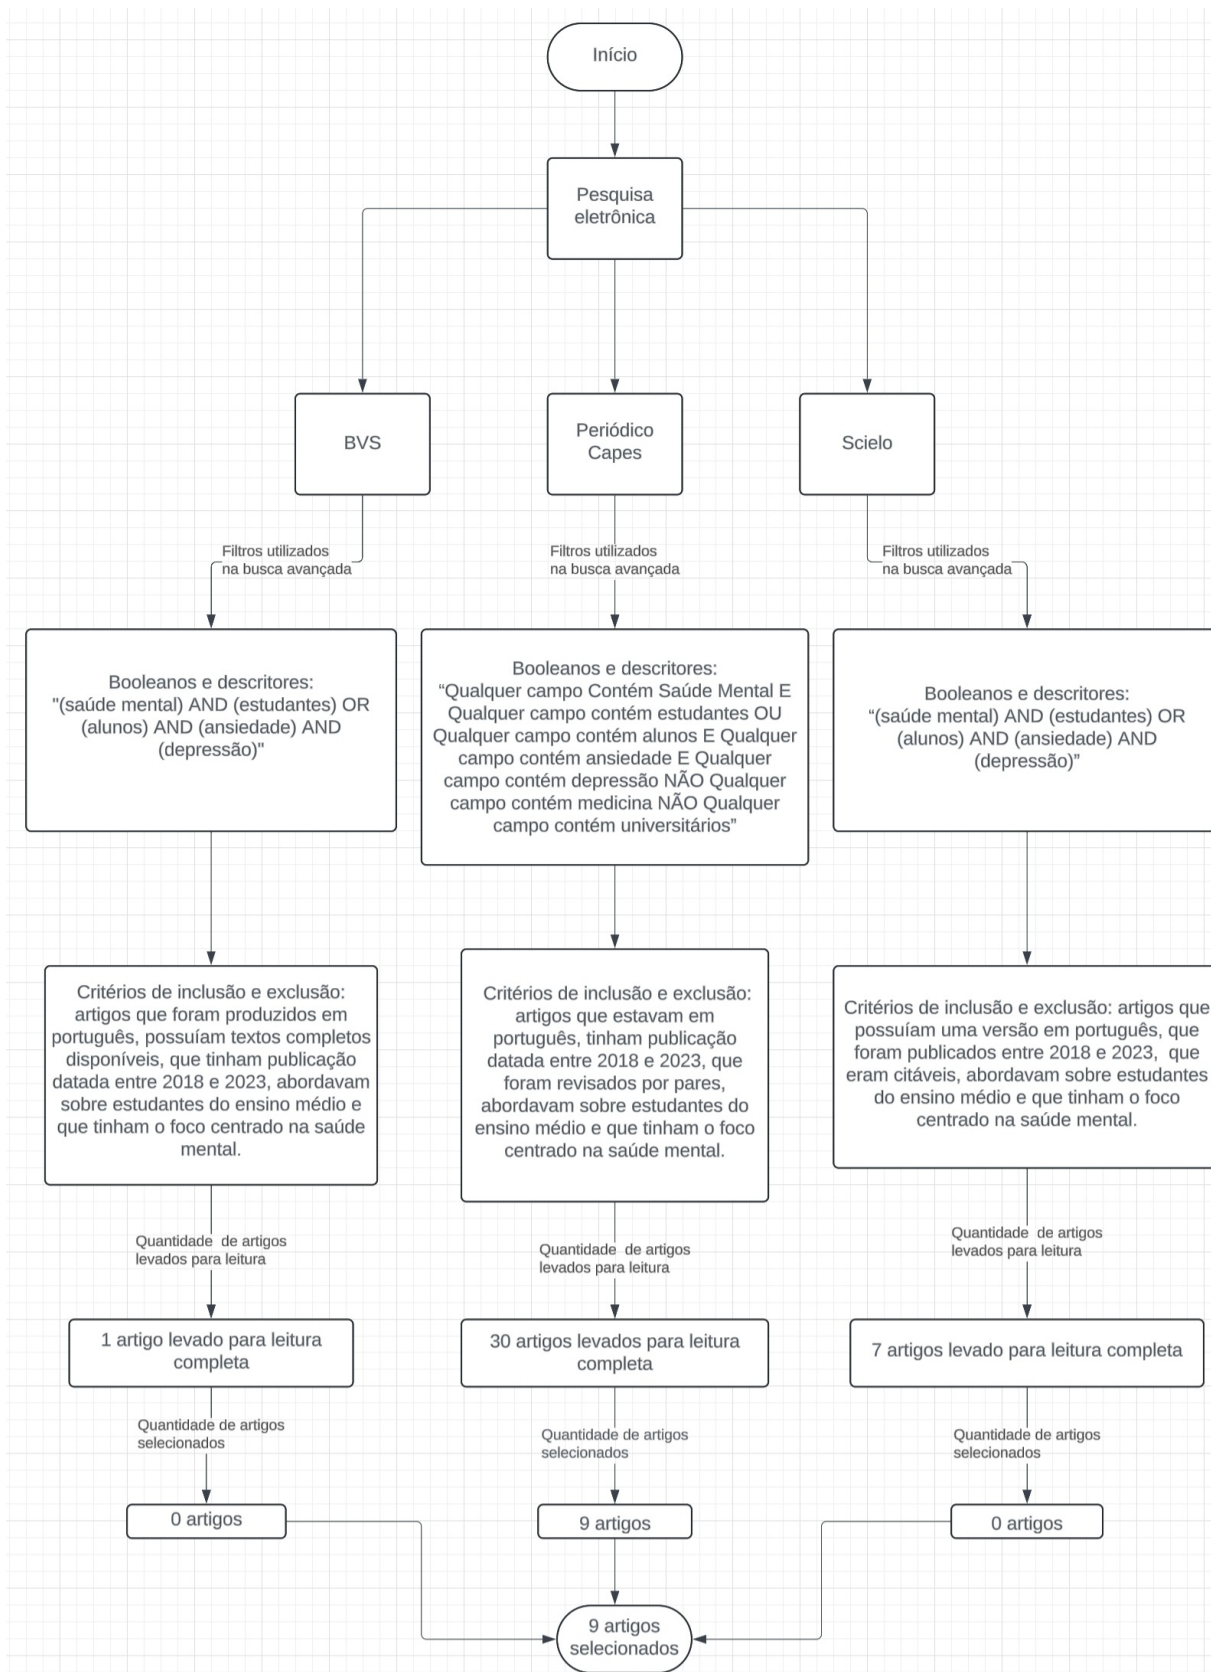 Início
Pesquisa
eletrônica
BVS
Periódico
Capes
Scielo
Filtros utilizados
na busca avançada
Filtros utilizados
na busca avançada
Filtros utilizados
na busca avançada
Booleanos e descritores:
"(saúde mental) AND (estudantes) OR
(alunos) AND (ansiedade) AND
(depressão)"
Booleanos e descritores:
“Qualquer campo Contém Saúde Mental E
Qualquer campo contém estudantes OU
Qualquer campo contém alunos E Qualquer
campo contém ansiedade E Qualquer
campo contém depressão NÃO Qualquer
campo contém medicina NÃO Qualquer
campo contém universitários”
Booleanos e descritores:
“(saúde mental) AND (estudantes) OR
(alunos) AND (ansiedade) AND
(depressão)”
Critérios de inclusão e exclusão:
artigos que foram produzidos em
português, possuíam textos completos
disponíveis, que tinham publicação
datada entre 2018 e 2023, abordavam
sobre estudantes do ensino médio e
que tinham o foco centrado na saúde
mental.
Critérios de inclusão e exclusão:
artigos que estavam em
português, tinham publicação
datada entre 2018 e 2023, que
foram revisados por pares,
abordavam sobre estudantes do
ensino médio e que tinham o foco
centrado na saúde mental.
Critérios de inclusão e exclusão: artigos que
possuíam uma versão em português, que
foram publicados entre 2018 e 2023, que
eram citáveis, abordavam sobre estudantes
do ensino médio e que tinham o foco
centrado na saúde mental.
Quantidade de artigos
levados para leitura
Quantidade de artigos
levados para leitura
Quantidade de artigos
levados para leitura
1 artigo levado para leitura
completa
30 artigos levados para leitura
completa
7 artigos levado para leitura completa
Quantidade de artigos
selecionados
Quantidade de artigos
selecionados
Quantidade de artigos
selecionados
0 artigos
9 artigos
0 artigos
9 artigos
selecionados